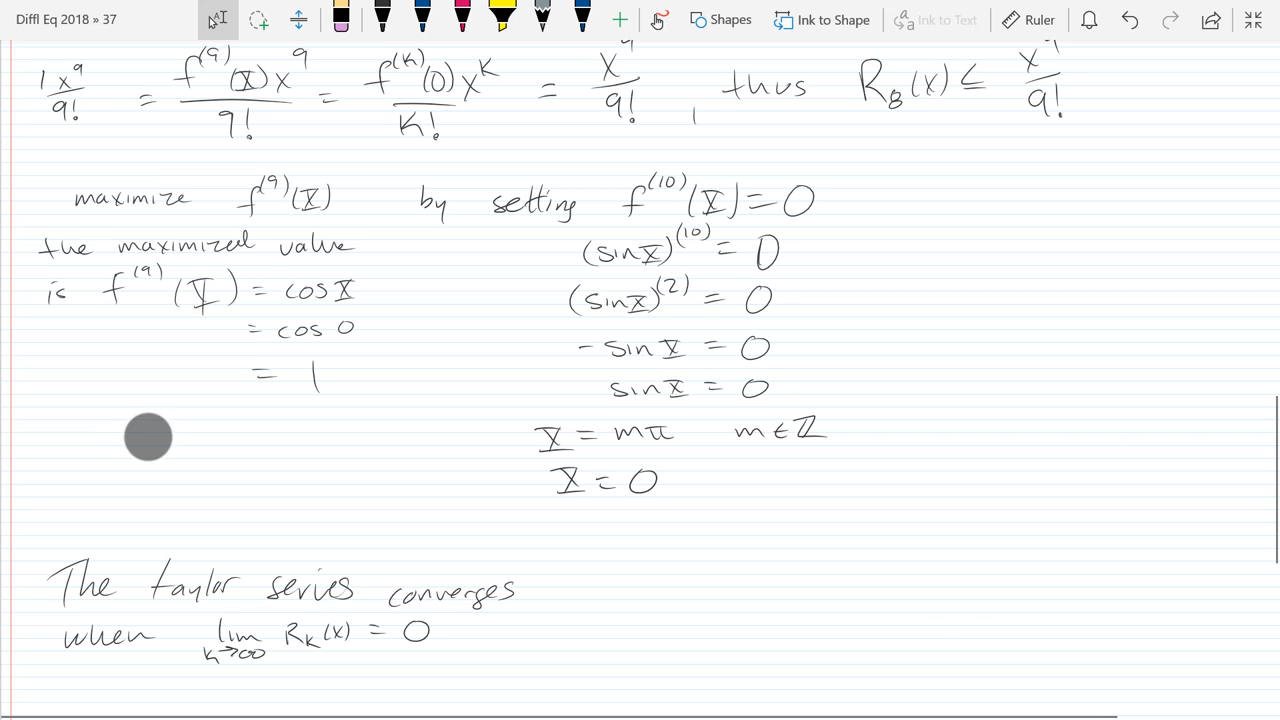 Diffl Eq 2018 » 37
Shapes
Ink to Shape
Ink to Text
Ruler
1x⁹/9! = f⁽⁹⁾(X)x⁹/9! = f⁽ᴷ⁾(0)xᴷ/K! = x⁹/9!, thus R₈(x) ≤ x⁹/9!
maximize f⁽⁹⁾(X) by setting f⁽¹⁰⁾(X) = 0
the maximized value
is f⁽⁹⁾(X) = cos X
= cos 0
= 1
(sin X)⁽¹⁰⁾ = 0
(sin X)⁽²⁾ = 0
- sin X = 0
sin X = 0
X = mπ m ∈ ℤ
X = 0
The taylor series converges
when lim K→∞ R_K(x) = 0